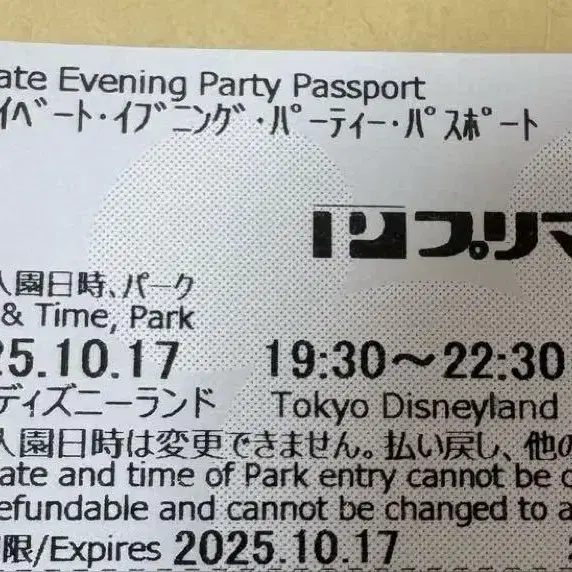 ate Evening Party Passport
イベート・イブニング・パーティー・パスポート
プリマ
入園日時、パーク
& Time, Park
25.10.17 19:30～22:30
ディズニーランド Tokyo Disneyland
入園日時は変更できません。払い戻し、他の
ate and time of Park entry cannot be c
efundable and cannot be changed to a
限/Expires 2025.10.17